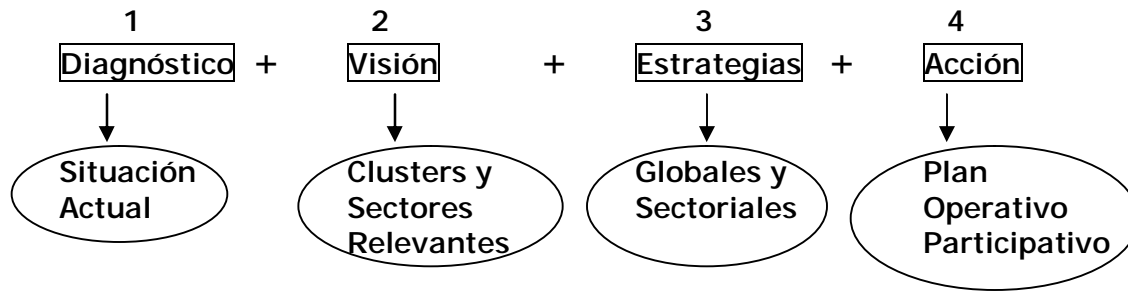 1 2 3 4
Diagnóstico + Visión + Estrategias + Acción
Situación Clusters y Globales y Plan
Actual Sectores Sectoriales Operativo
Relevantes Participativo